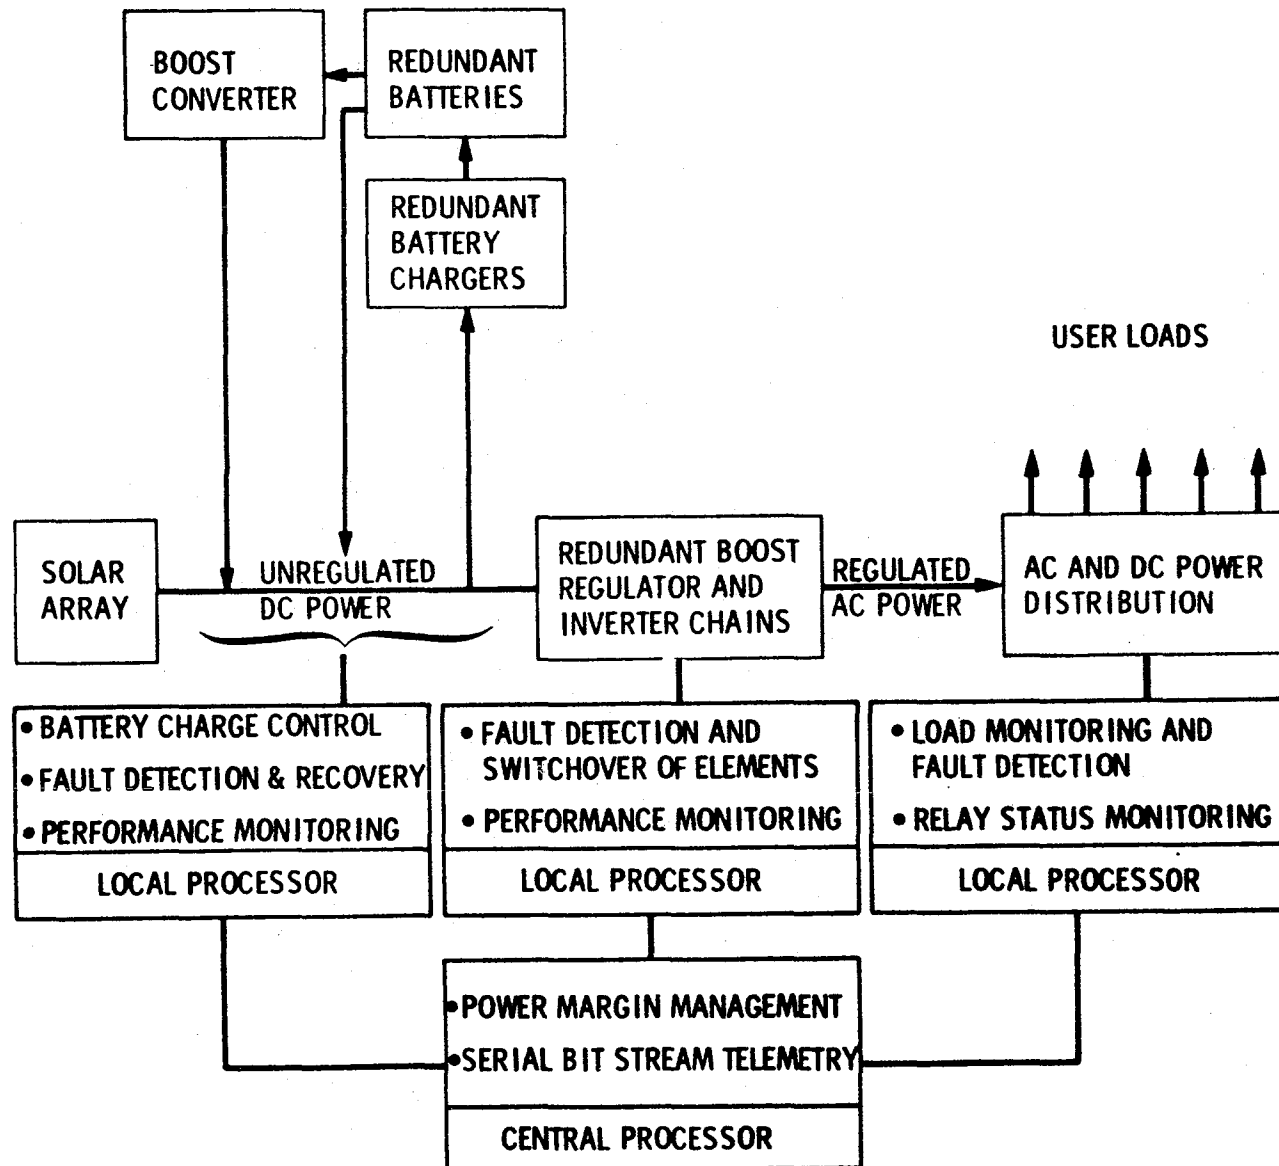 BOOST
CONVERTER
REDUNDANT
BATTERIES
REDUNDANT
BATTERY
CHARGERS
USER LOADS
SOLAR
ARRAY
UNREGULATED
DC POWER
REDUNDANT BOOST
REGULATOR AND
INVERTER CHAINS
REGULATED
AC POWER
AC AND DC POWER
DISTRIBUTION
• BATTERY CHARGE CONTROL
• FAULT DETECTION & RECOVERY
• PERFORMANCE MONITORING
LOCAL PROCESSOR
• FAULT DETECTION AND
SWITCHOVER OF ELEMENTS
• PERFORMANCE MONITORING
LOCAL PROCESSOR
• LOAD MONITORING AND
FAULT DETECTION
• RELAY STATUS MONITORING
LOCAL PROCESSOR
• POWER MARGIN MANAGEMENT
• SERIAL BIT STREAM TELEMETRY
CENTRAL PROCESSOR